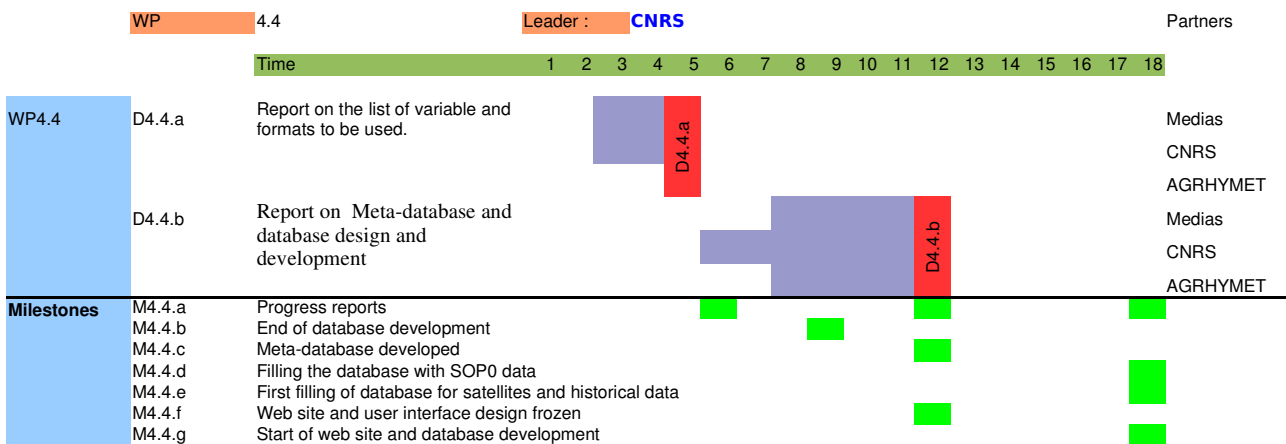 WP 4.4 Leader : CNRS Partners
Time 1 2 3 4 5 6 7 8 9 10 11 12 13 14 15 16 17 18
WP4.4 D4.4.a Report on the list of variable and formats to be used. D4.4.a Medias
CNRS
AGRHYMET
D4.4.b Report on Meta-database and database design and development D4.4.b Medias
CNRS
AGRHYMET
Milestones M4.4.a Progress reports
M4.4.b End of database development
M4.4.c Meta-database developed
M4.4.d Filling the database with SOP0 data
M4.4.e First filling of database for satellites and historical data
M4.4.f Web site and user interface design frozen
M4.4.g Start of web site and database development